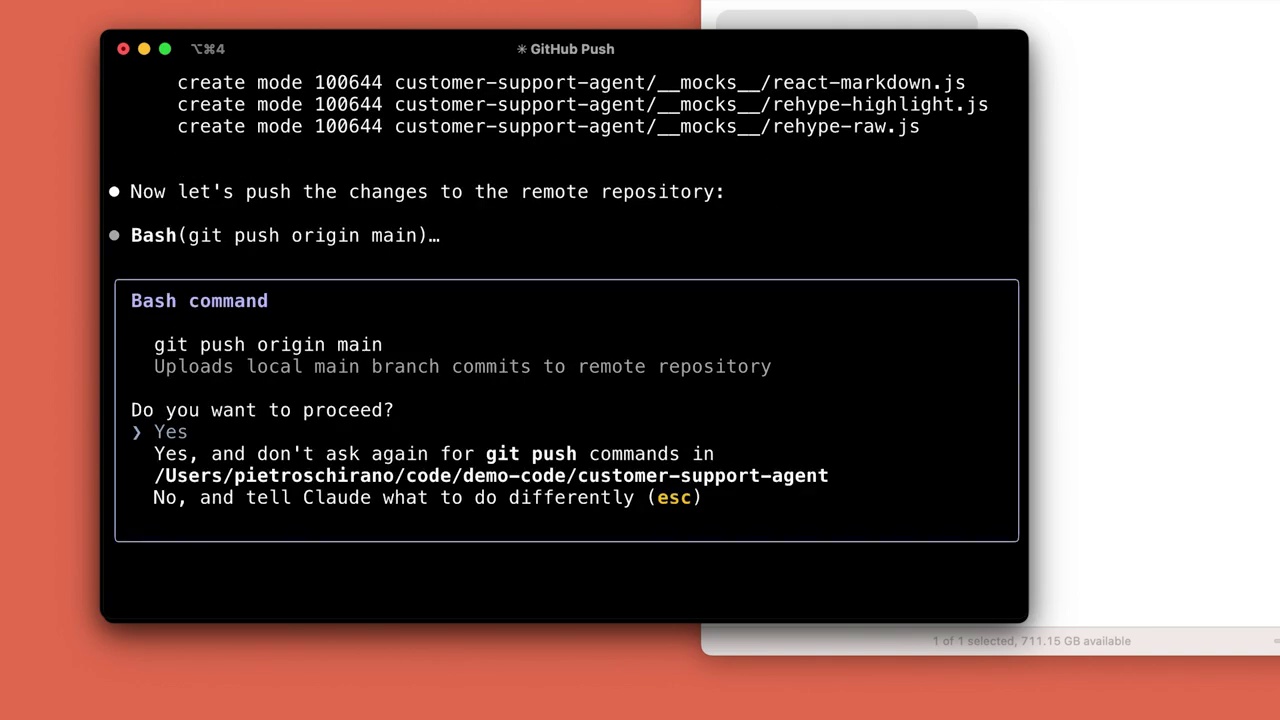 ⌥⌘4
✳ GitHub Push
create mode 100644 customer-support-agent/__mocks__/react-markdown.js
create mode 100644 customer-support-agent/__mocks__/rehype-highlight.js
create mode 100644 customer-support-agent/__mocks__/rehype-raw.js
● Now let's push the changes to the remote repository:
● Bash(git push origin main)…
Bash command
git push origin main
Uploads local main branch commits to remote repository
Do you want to proceed?
❯ Yes
Yes, and don't ask again for git push commands in
/Users/pietroschirano/code/demo-code/customer-support-agent
No, and tell Claude what to do differently (esc)
1 of 1 selected, 711.15 GB available